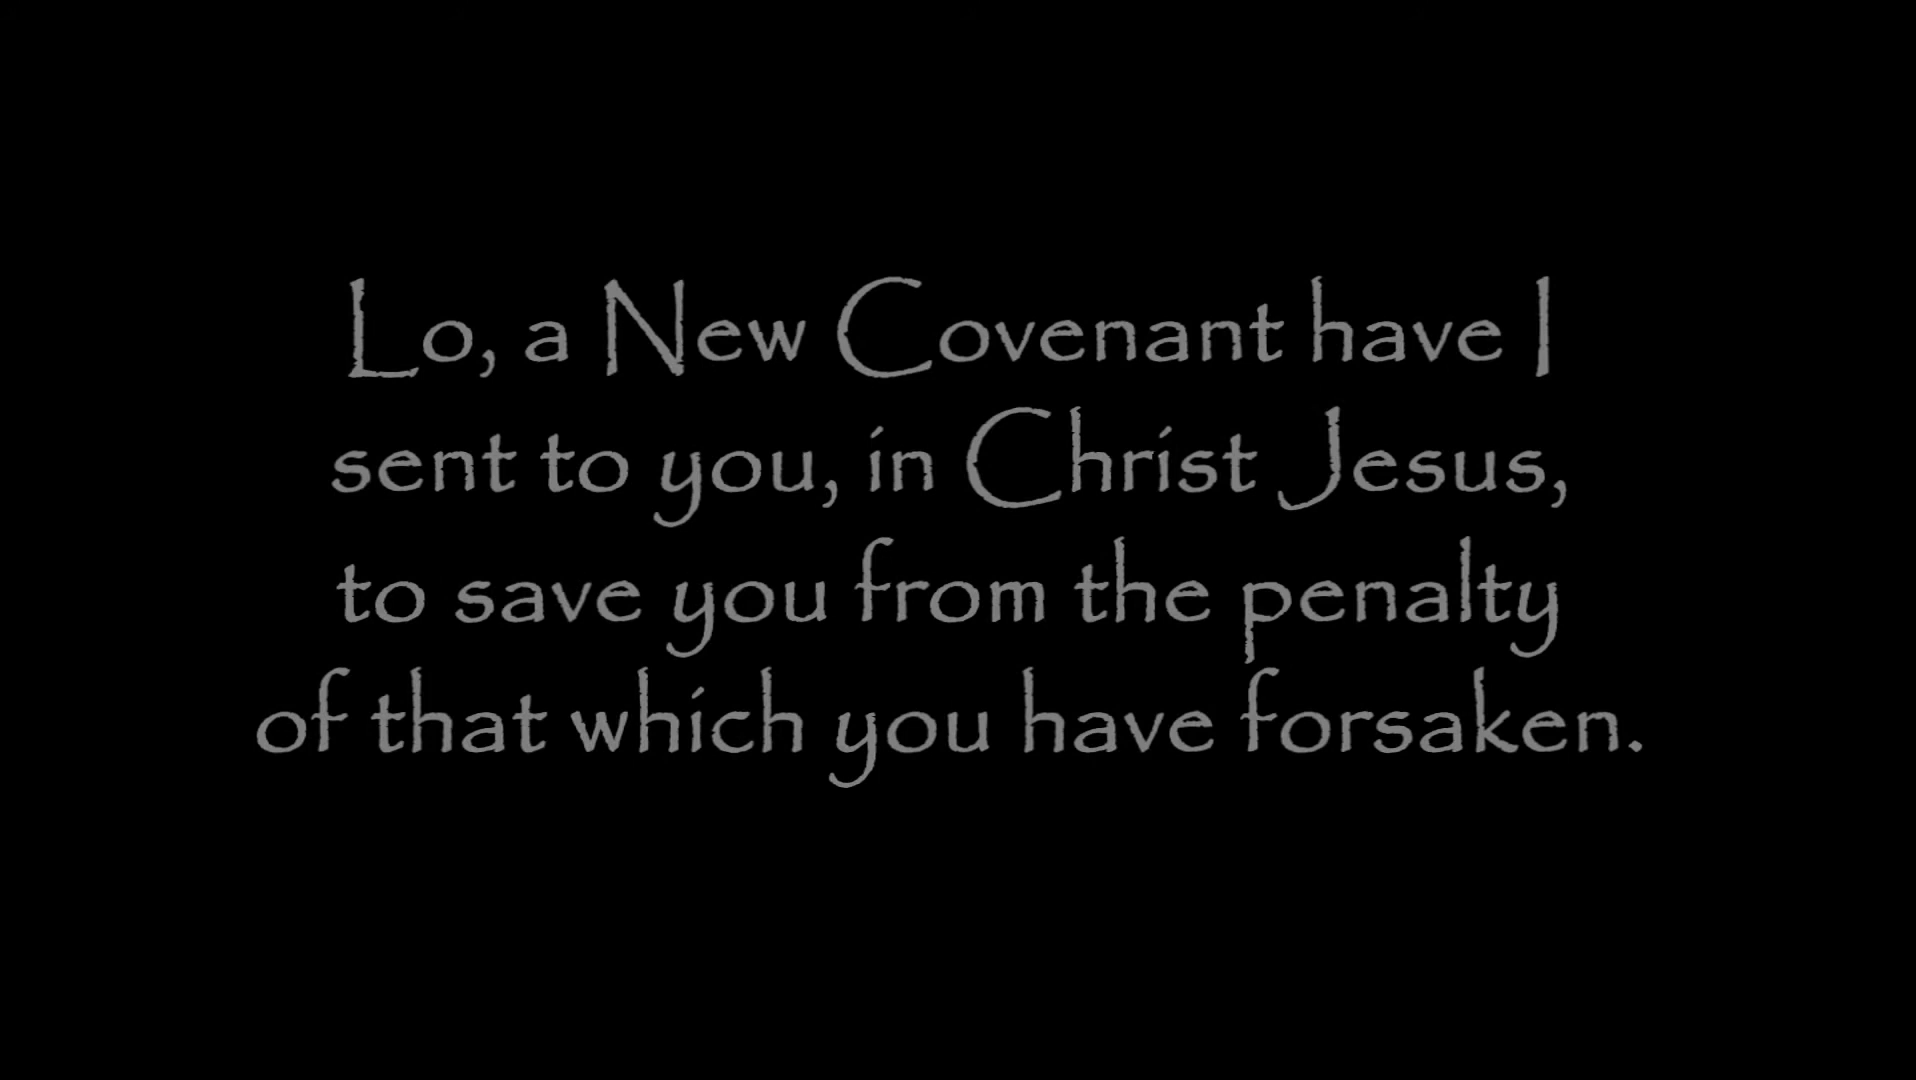 Lo, a New Covenant have I
sent to you, in Christ Jesus,
to save you from the penalty
of that which you have forsaken.